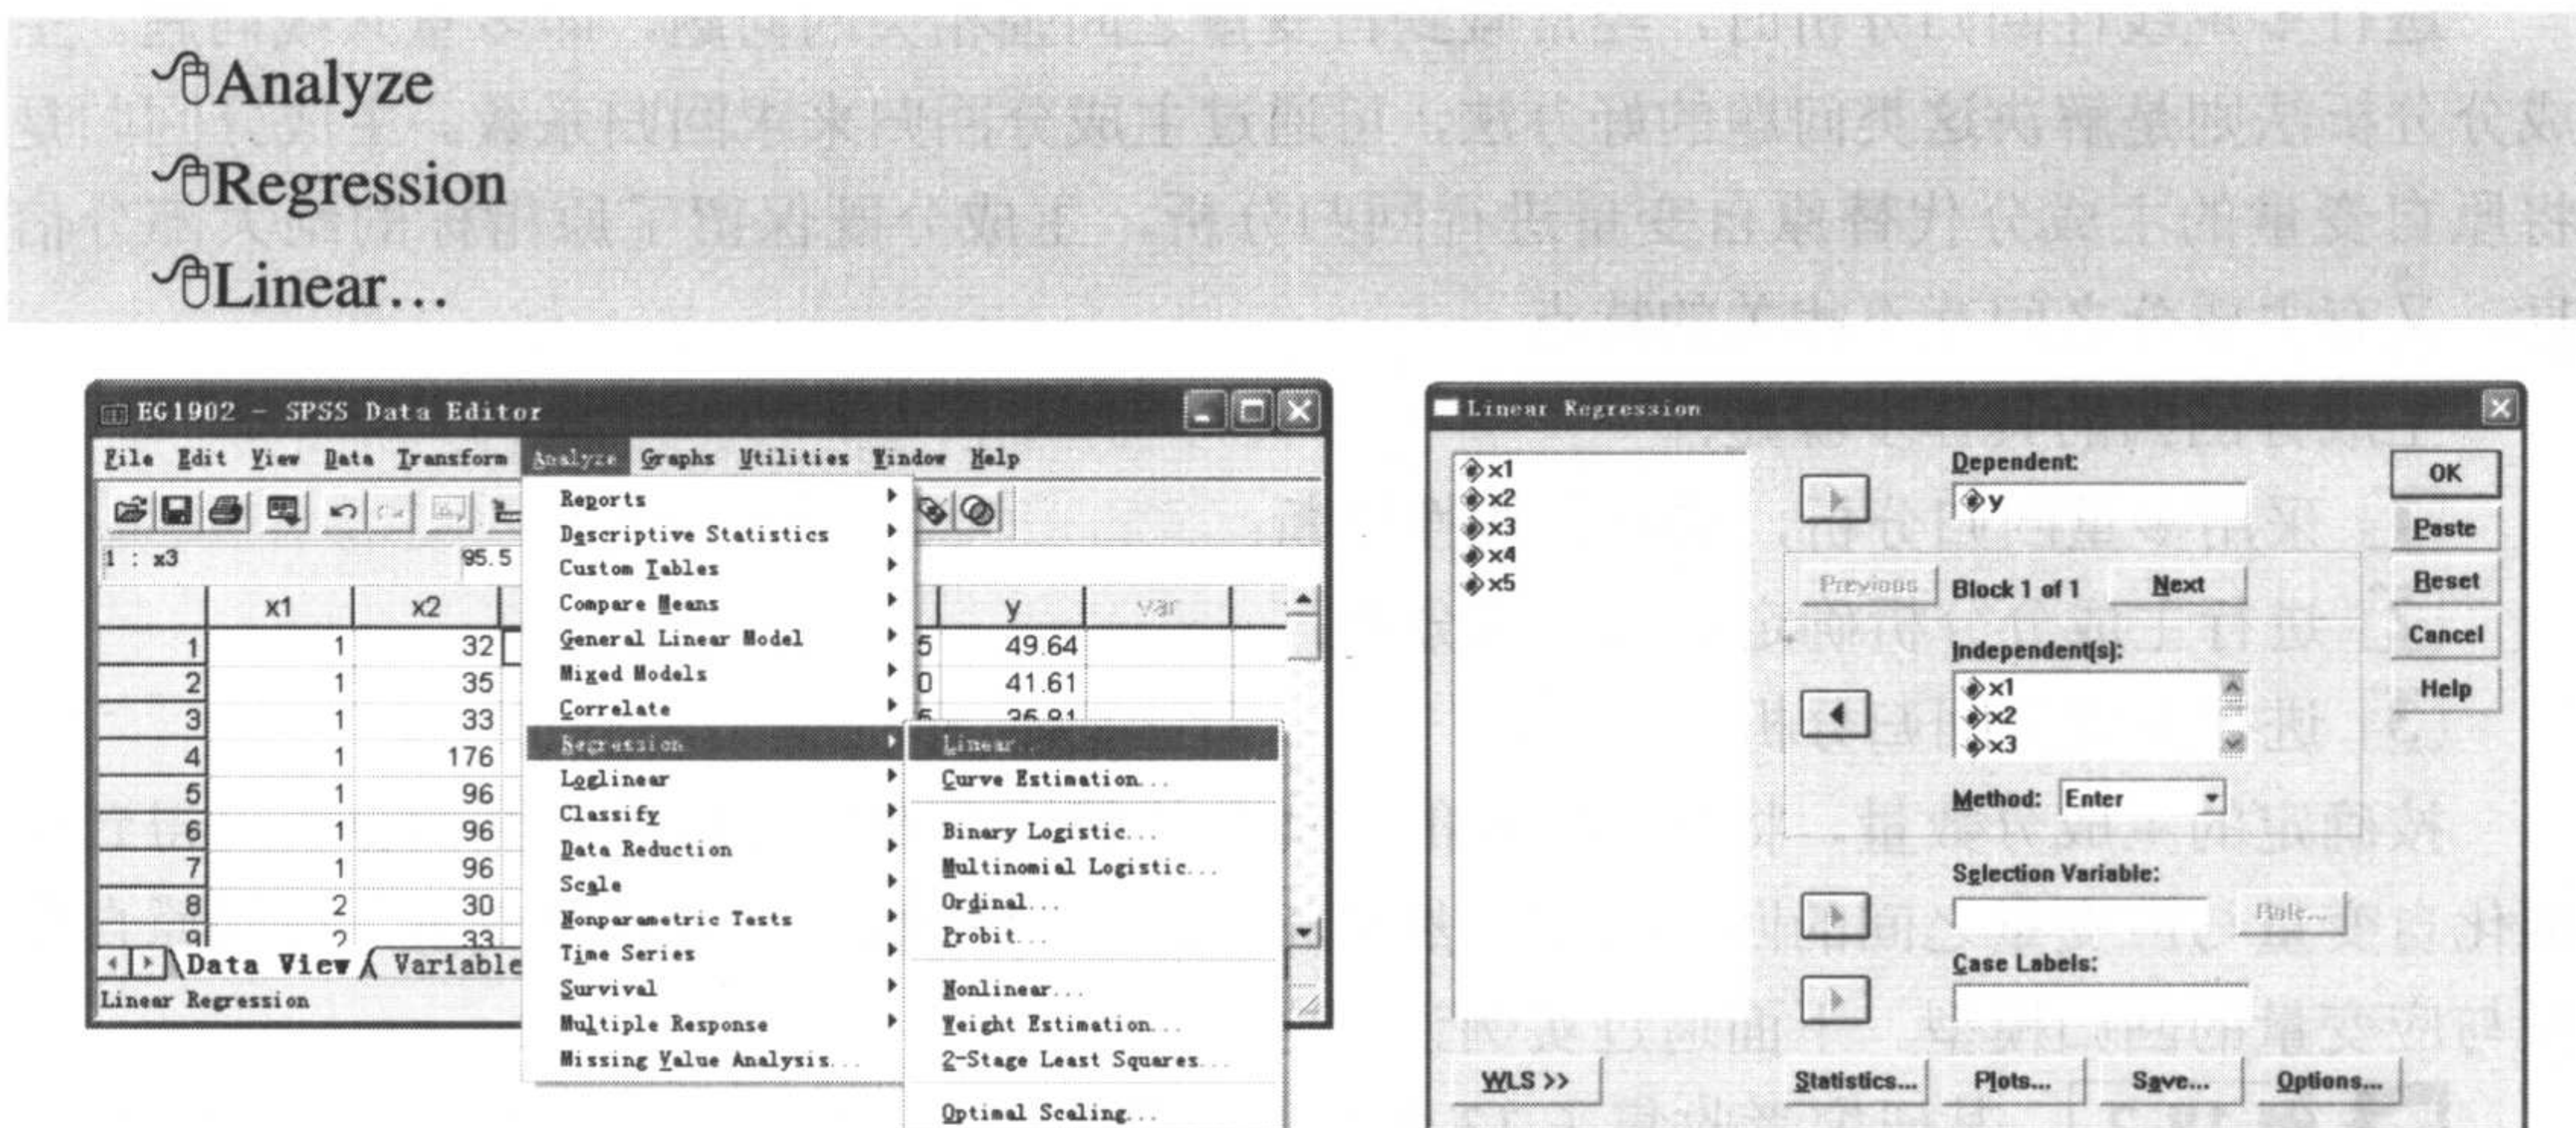 Analyze
Regression
Linear…
EG1902 - SPSS Data Editor
File Edit View Data Transform Analyze Graphs Utilities Window Help
1 : x3 95.5
x1 x2 y var
1 1 32 5 49.64
2 1 35 0 41.61
3 1 33
4 1 176
5 1 96
6 1 96
7 1 96
8 2 30
9 2 33
Data View Variable
Linear Regression
Reports
Descriptive Statistics
Custom Tables
Compare Means
General Linear Model
Mixed Models
Correlate
Regression
Loglinear
Classify
Data Reduction
Scale
Nonparametric Tests
Time Series
Survival
Multiple Response
Missing Value Analysis...
Linear...
Curve Estimation...
Binary Logistic...
Multinomial Logistic...
Ordinal...
Probit...
Nonlinear...
Weight Estimation...
2-Stage Least Squares...
Optimal Scaling...
Linear Regression
x1
x2
x3
x4
x5
Dependent:
y
Previous Block 1 of 1 Next
Independent(s):
x1
x2
x3
Method: Enter
Selection Variable:
Rule...
Case Labels:
WLS >> Statistics... Plots... Save... Options...
OK
Paste
Reset
Cancel
Help